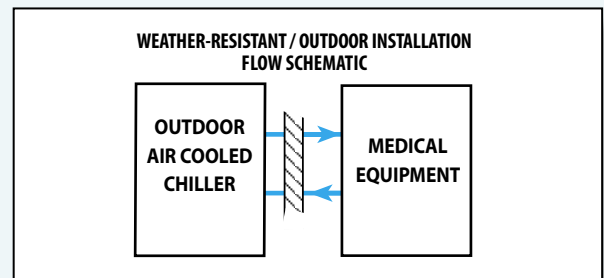 WEATHER-RESISTANT / OUTDOOR INSTALLATION
FLOW SCHEMATIC
OUTDOOR
AIR COOLED
CHILLER
MEDICAL
EQUIPMENT